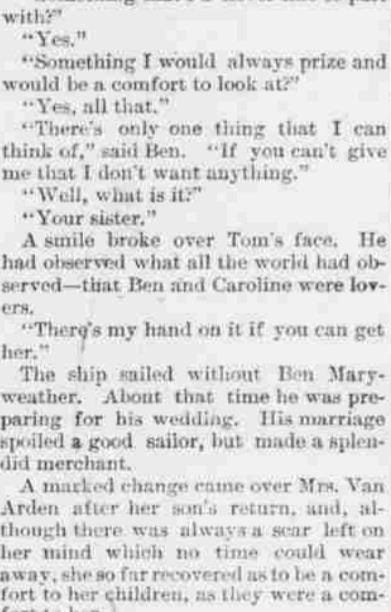 with?"
"Yes."
"Something I would always prize and
would be a comfort to look at?"
"Yes, all that."
"There's only one thing that I can
think of," said Ben. "If you can't give
me that I don't want anything."
"Well, what is it?"
"Your sister."
A smile broke over Tom's face. He
had observed what all the world had ob-
served—that Ben and Caroline were lov-
ers.
"There's my hand on it if you can get
her."
The ship sailed without Ben Mary-
weather. About that time he was pre-
paring for his wedding. His marriage
spoiled a good sailor, but made a splen-
did merchant.
A marked change came over Mrs. Van
Arden after her son's return, and, al-
though there was always a scar left on
her mind which no time could wear
away, she so far recovered as to be a com-
fort to her children, as they were a com-